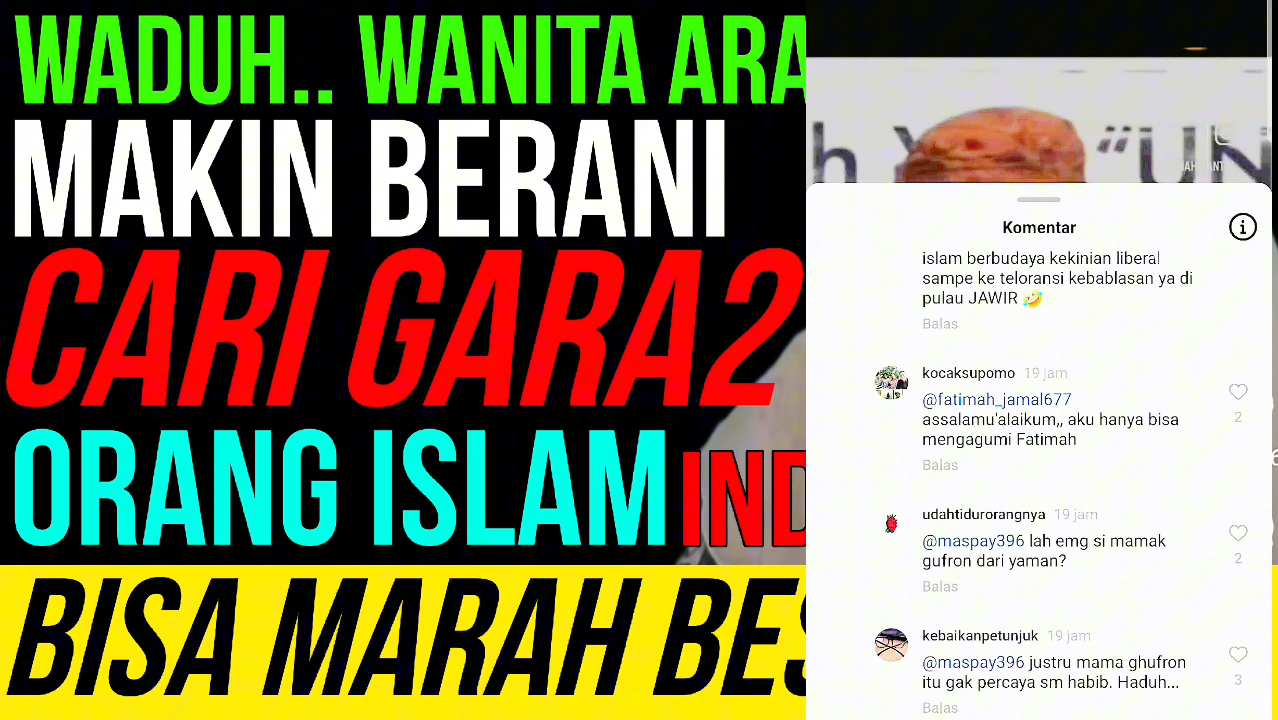 WADUH.. WANITA ARA
MAKIN BERANI
CARI GARA2
ORANG ISLAM IND
BISA MARAH BES
h Y "UN
Komentar
islam berbudaya kekinian liberal
sampe ke teloransi kebablasan ya di
pulau JAWIR 🤣
Balas
kocaksupomo 19 jam
@fatimah_jamal677
assalamu'alaikum,, aku hanya bisa
mengagumi Fatimah
2
Balas
udahtidurorangnya 19 jam
@maspay396 lah emg si mamak
gufron dari yaman?
2
Balas
kebaikanpetunjuk 19 jam
@maspay396 justru mama ghufron
itu gak percaya sm habib. Haduh...
3
Balas